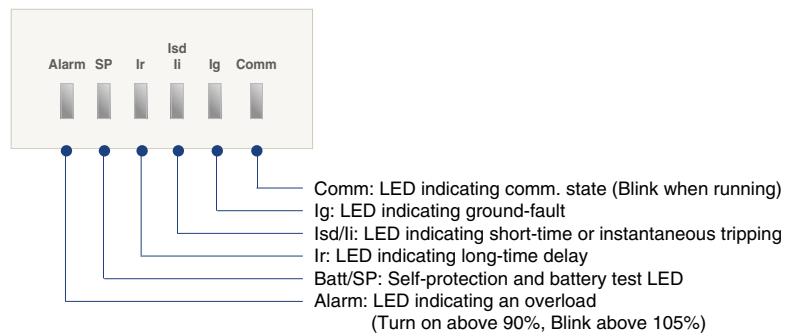 Isd
Alarm SP Ir Ii Ig Comm
Comm: LED indicating comm. state (Blink when running)
Ig: LED indicating ground-fault
Isd/Ii: LED indicating short-time or instantaneous tripping
Ir: LED indicating long-time delay
Batt/SP: Self-protection and battery test LED
Alarm: LED indicating an overload
(Turn on above 90%, Blink above 105%)